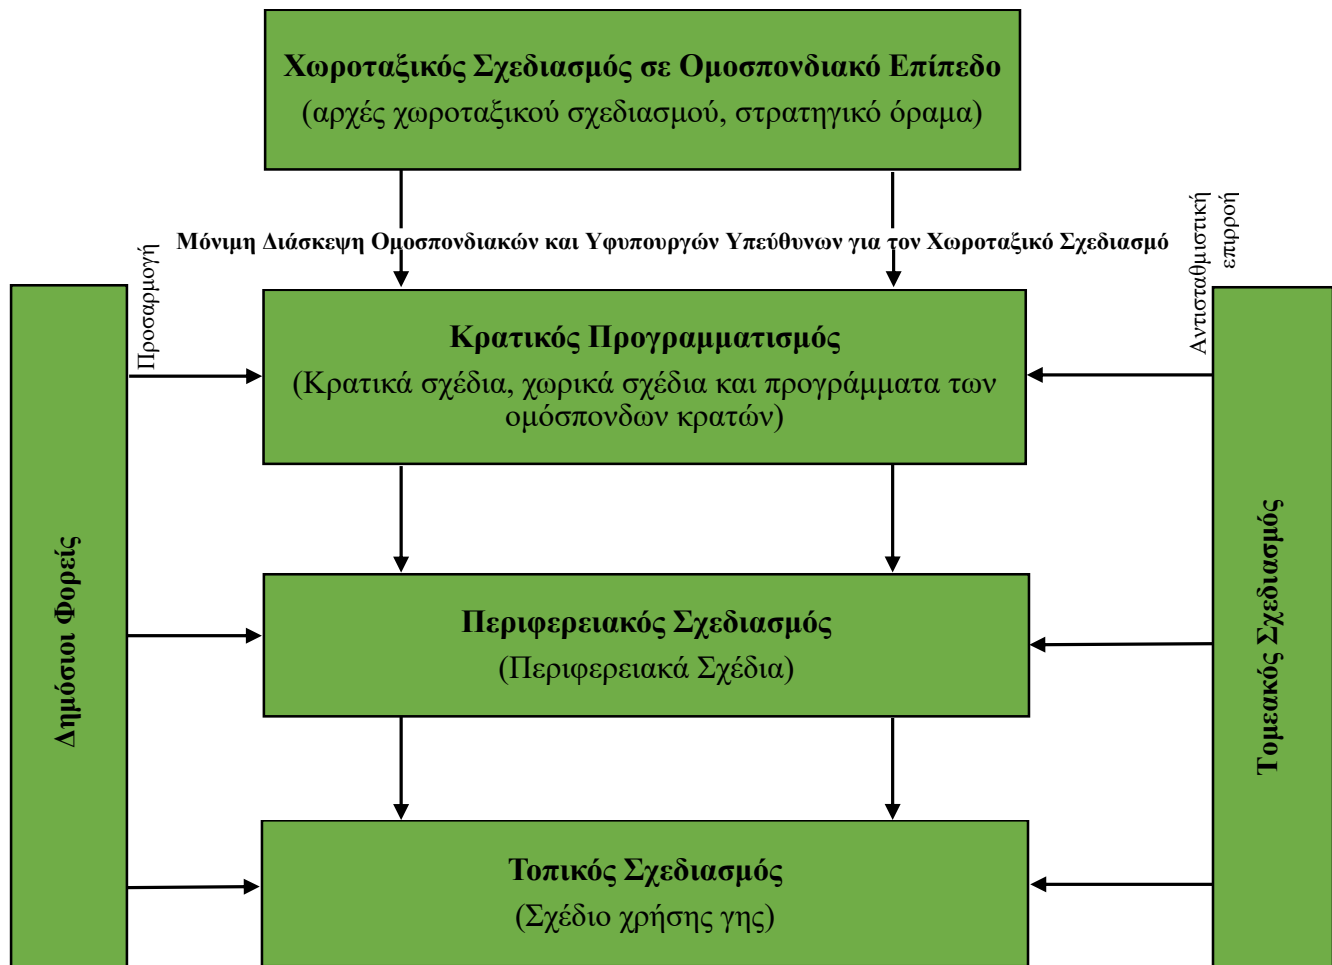 Χωροταξικός Σχεδιασμός σε Ομοσπονδιακό Επίπεδο
(αρχές χωροταξικού σχεδιασμού, στρατηγικό όραμα)
Μόνιμη Διάσκεψη Ομοσπονδιακών και Υφυπουργών Υπεύθυνων για τον Χωροταξικό Σχεδιασμό
Προσαρμογή
Αντισταθμιστική
επιρροή
Κρατικός Προγραμματισμός
(Κρατικά σχέδια, χωρικά σχέδια και προγράμματα των
ομόσπονδων κρατών)
Δημόσιοι Φορείς
Τομεακός Σχεδιασμός
Περιφερειακός Σχεδιασμός
(Περιφερειακά Σχέδια)
Τοπικός Σχεδιασμός
(Σχέδιο χρήσης γης)